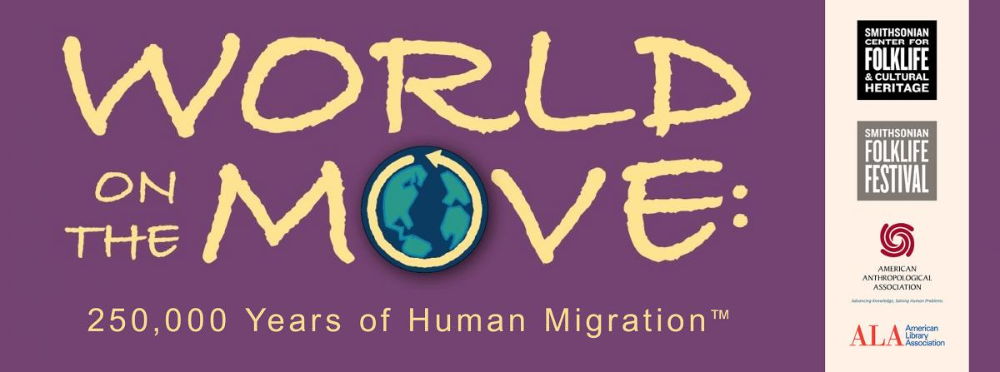 WORLD
ON
THE
MOVE:
250,000 Years of Human Migration™
SMITHSONIAN
CENTER FOR
FOLKLIFE
& CULTURAL
HERITAGE
SMITHSONIAN
FOLKLIFE
FESTIVAL
AMERICAN
ANTHROPOLOGICAL
ASSOCIATION
Advancing Knowledge, Solving Human Problems
ALA
American
Library
Association